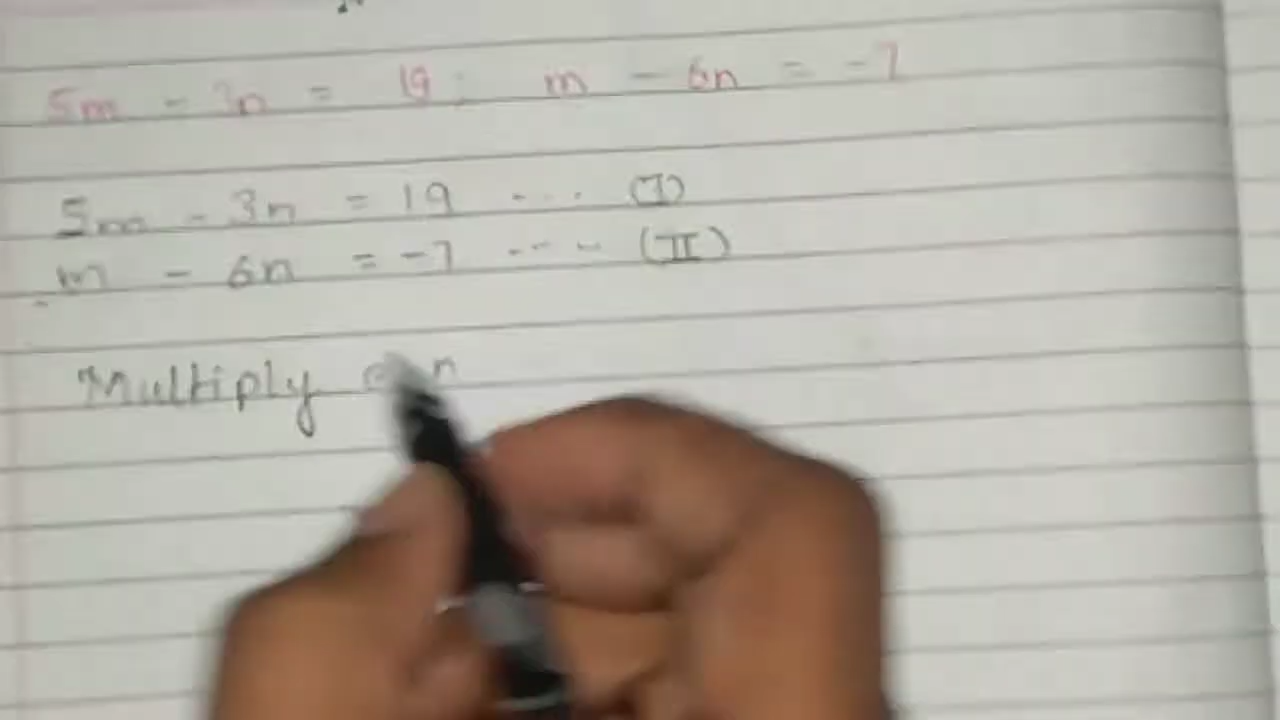 5m - 3n = 19; m - 6n = -7
5m - 3n = 19 ... (I)
m - 6n = -7 ... (II)
Multiply